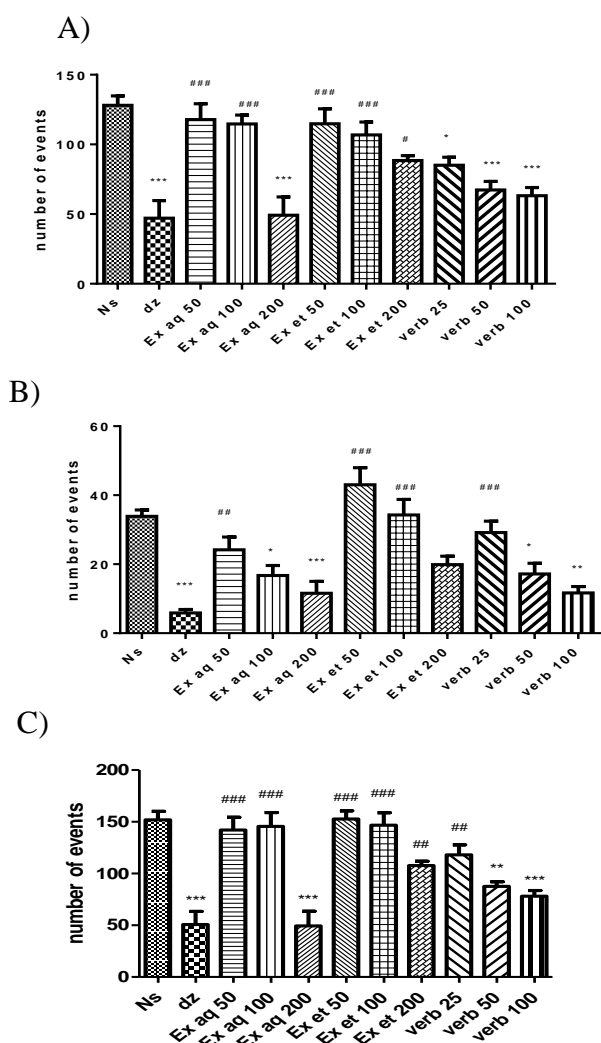 A)
number of events
150
100
50
0
***
###
###
***
###
###
#
*
***
***
Ns
dz
Ex aq 50
Ex aq 100
Ex aq 200
Ex et 50
Ex et 100
Ex et 200
verb 25
verb 50
verb 100
B)
number of events
60
40
20
0
***
##
*
***
###
###
###
*
**
Ns
dz
Ex aq 50
Ex aq 100
Ex aq 200
Ex et 50
Ex et 100
Ex et 200
verb 25
verb 50
verb 100
C)
number of events
200
150
100
50
0
***
###
###
***
###
###
##
##
**
***
Ns
dz
Ex aq 50
Ex aq 100
Ex aq 200
Ex et 50
Ex et 100
Ex et 200
verb 25
verb 50
verb 100